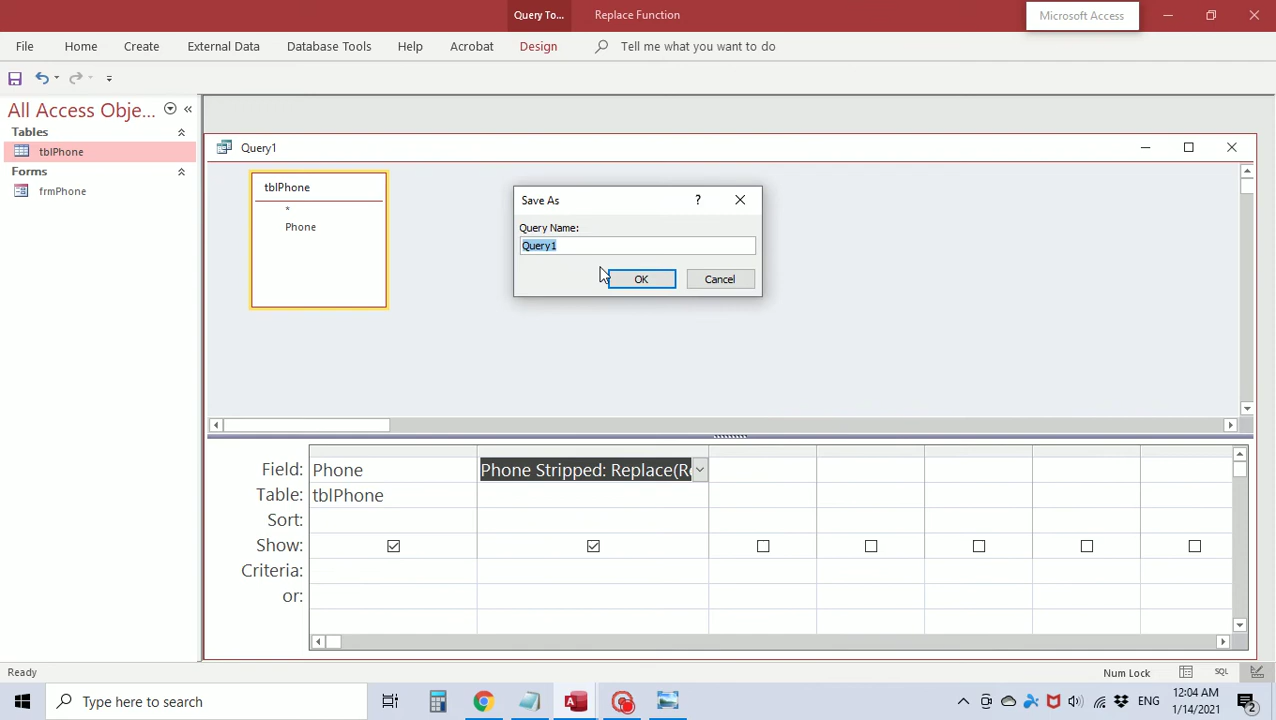 Query To...
Replace Function
Microsoft Access
File
Home
Create
External Data
Database Tools
Help
Acrobat
Design
Tell me what you want to do
All Access Obje...
Tables
tblPhone
Forms
frmPhone
Query1
tblPhone
*
Phone
Save As
?
Query Name:
Query1
OK
Cancel
Field: Phone Phone Stripped: Replace(Re
Table: tblPhone
Sort:
Show:
Criteria:
or:
Ready
Num Lock
SQL
Type here to search
ENG
12:04 AM
1/14/2021
2